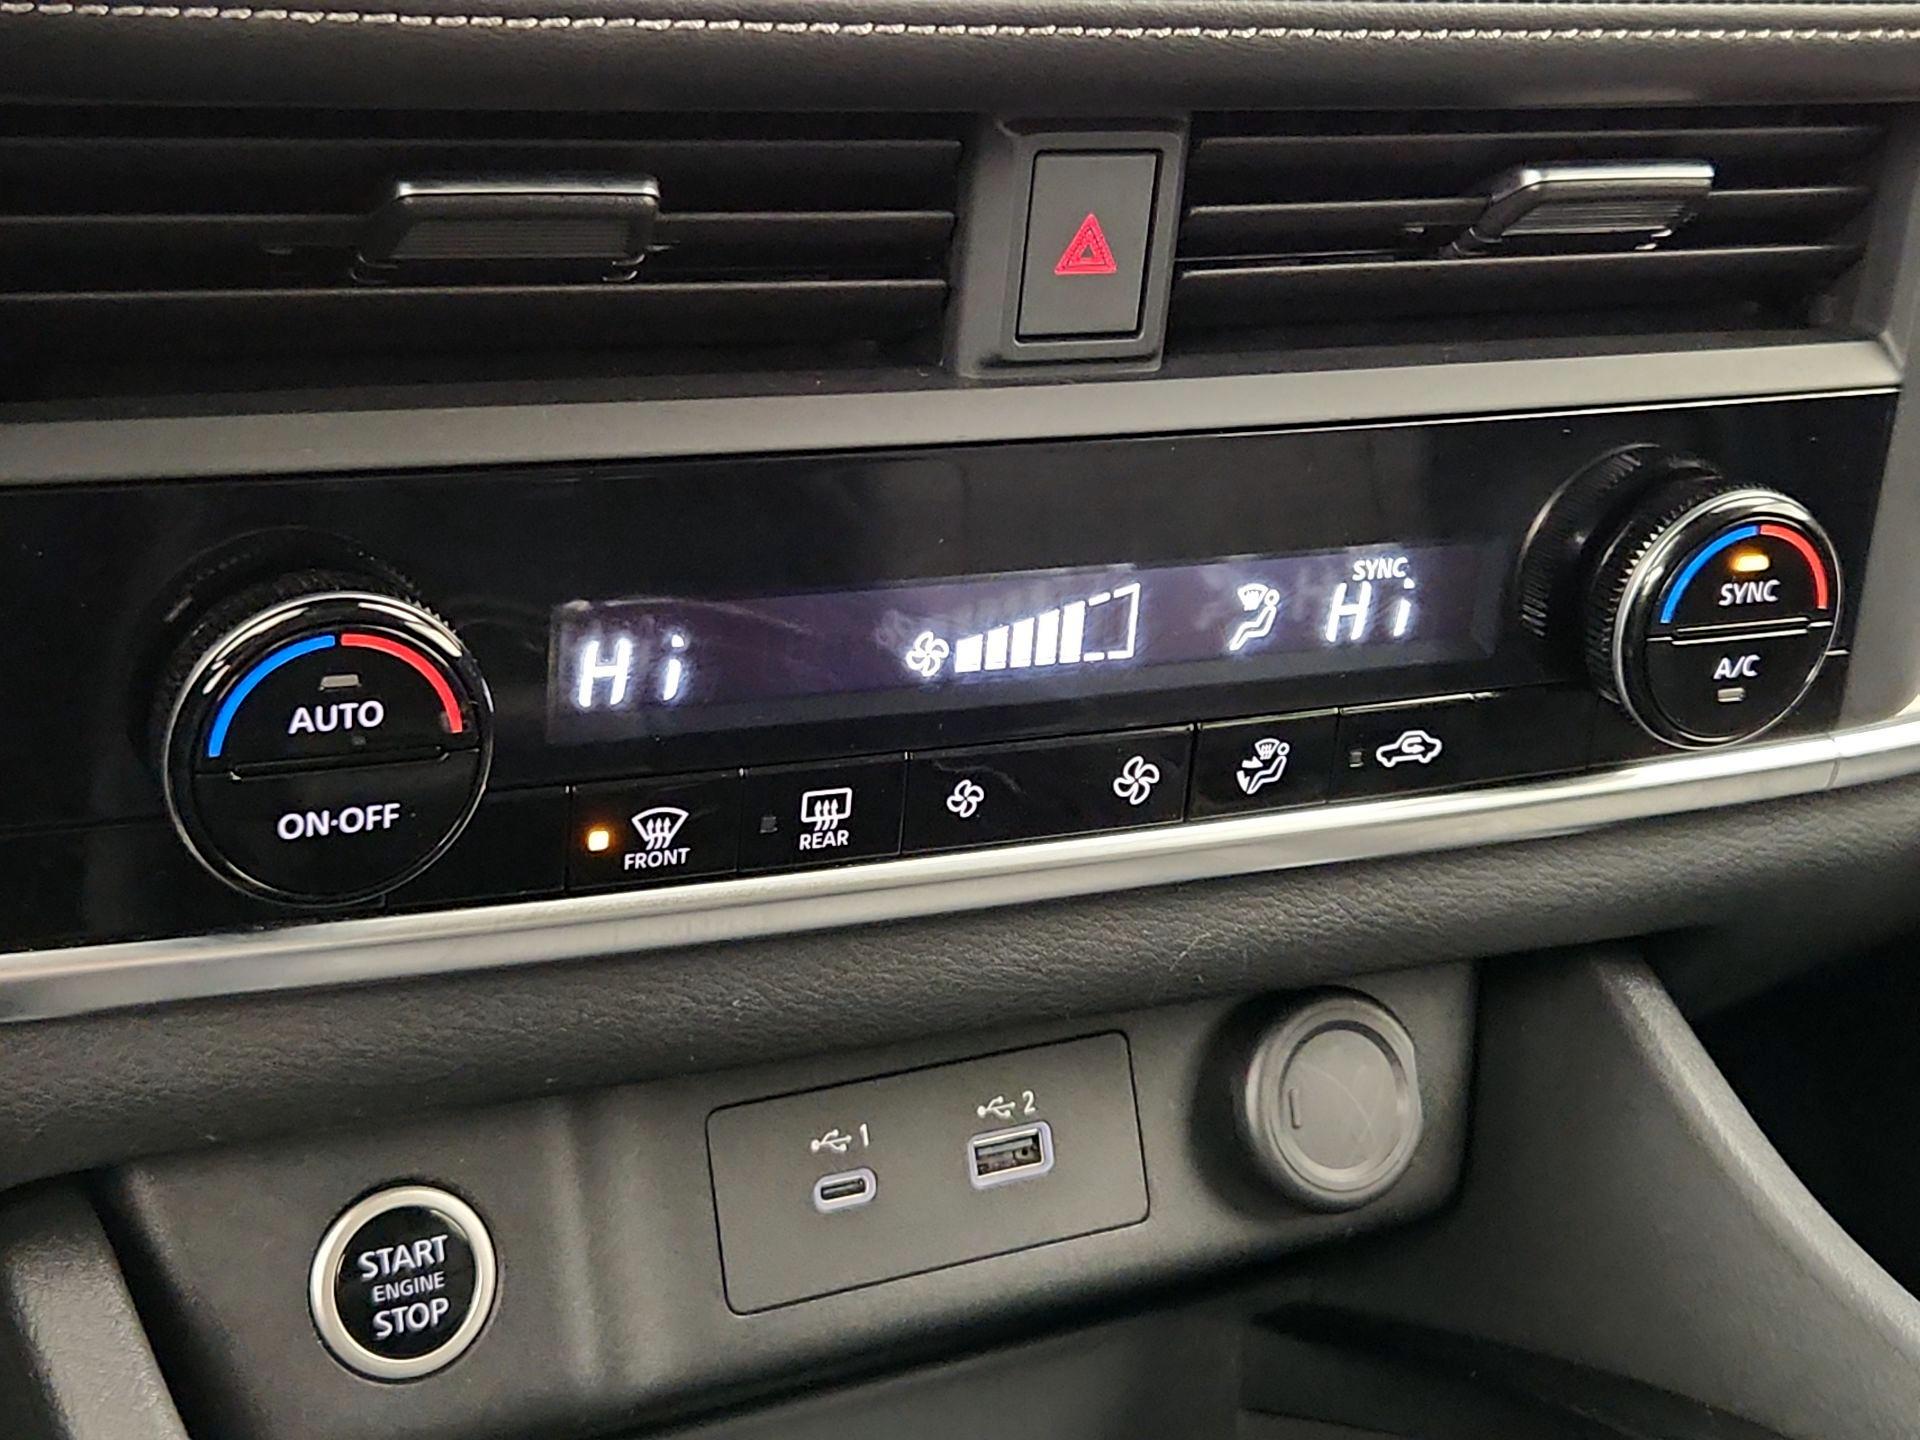 SYNC
Hi
Hi
SYNC
A/C
AUTO
ON·OFF
FRONT
REAR
1
2
START
ENGINE
STOP